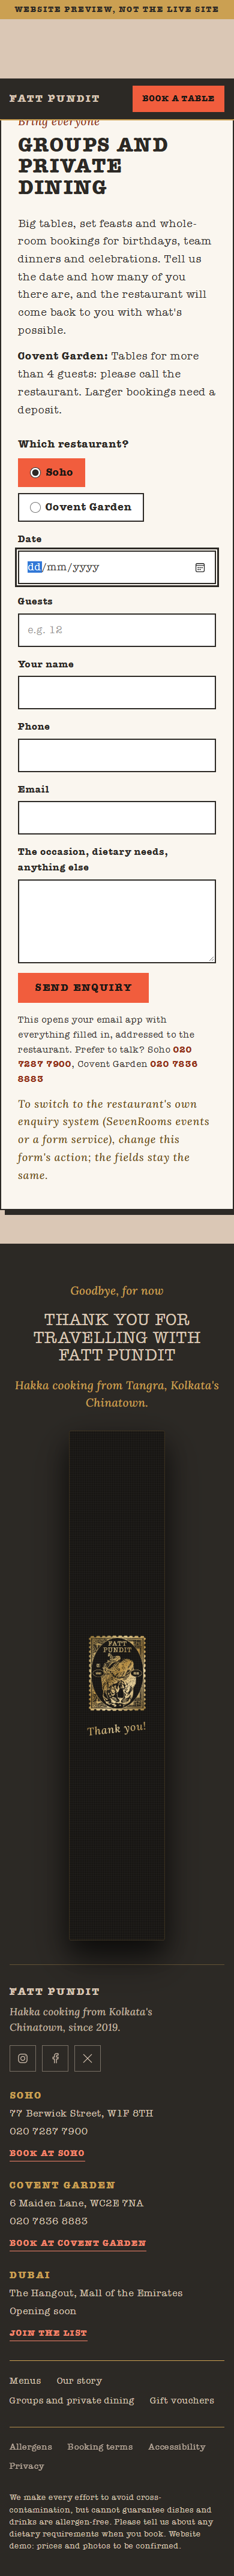 WEBSITE PREVIEW, NOT THE LIVE SITE
FATT PUNDIT
BOOK A TABLE
Bring everyone
GROUPS AND
PRIVATE
DINING
Big tables, set feasts and whole-
room bookings for birthdays, team
dinners and celebrations. Tell us
the date and how many of you
there are, and the restaurant will
come back to you with what's
possible.
Covent Garden: Tables for more
than 4 guests: please call the
restaurant. Larger bookings need a
deposit.
Which restaurant?
Soho
Covent Garden
Date
dd/mm/yyyy
Guests
e.g. 12
Your name
Phone
Email
The occasion, dietary needs,
anything else
SEND ENQUIRY
This opens your email app with
everything filled in, addressed to the
restaurant. Prefer to talk? Soho 020
7287 7900, Covent Garden 020 7836
8883
To switch to the restaurant's own
enquiry system (SevenRooms events
or a form service), change this
form's action; the fields stay the
same.
Goodbye, for now
THANK YOU FOR
TRAVELLING WITH
FATT PUNDIT
Hakka cooking from Tangra, Kolkata's
Chinatown.
FATT
PUNDIT
Thank you!
FATT PUNDIT
Hakka cooking from Kolkata's
Chinatown, since 2019.
SOHO
77 Berwick Street, W1F 8TH
020 7287 7900
BOOK AT SOHO
COVENT GARDEN
6 Maiden Lane, WC2E 7NA
020 7836 8883
BOOK AT COVENT GARDEN
DUBAI
The Hangout, Mall of the Emirates
Opening soon
JOIN THE LIST
Menus Our story
Groups and private dining Gift vouchers
Allergens Booking terms Accessibility
Privacy
We make every effort to avoid cross-
contamination, but cannot guarantee dishes and
drinks are allergen-free. Please tell us about any
dietary requirements when you book. Website
demo: prices and photos to be confirmed.